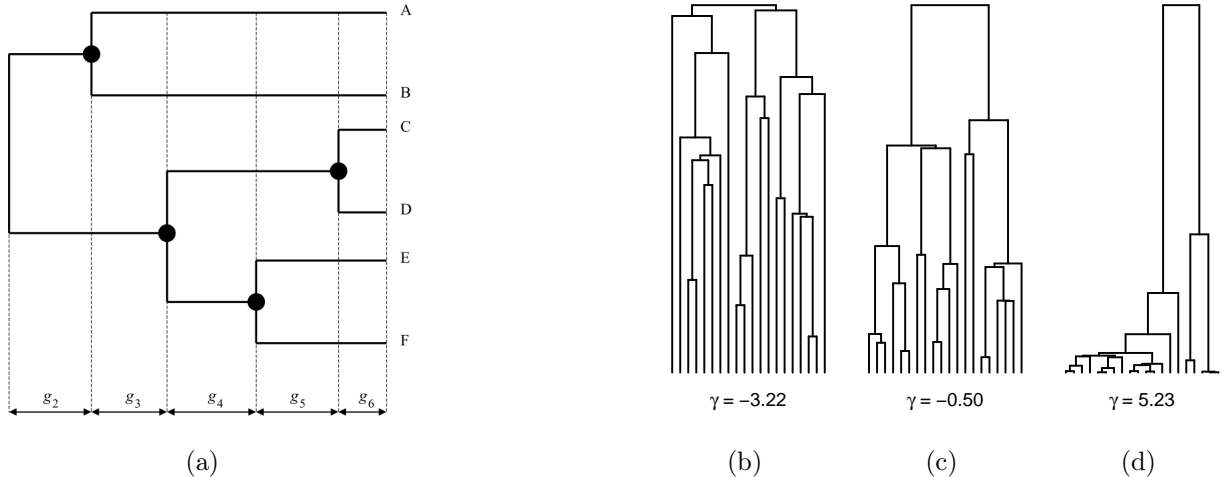 A
B
C
D
E
F
g₂ g₃ g₄ g₅ g₆
(a)
γ = −3.22 γ = −0.50 γ = 5.23
(b) (c) (d)